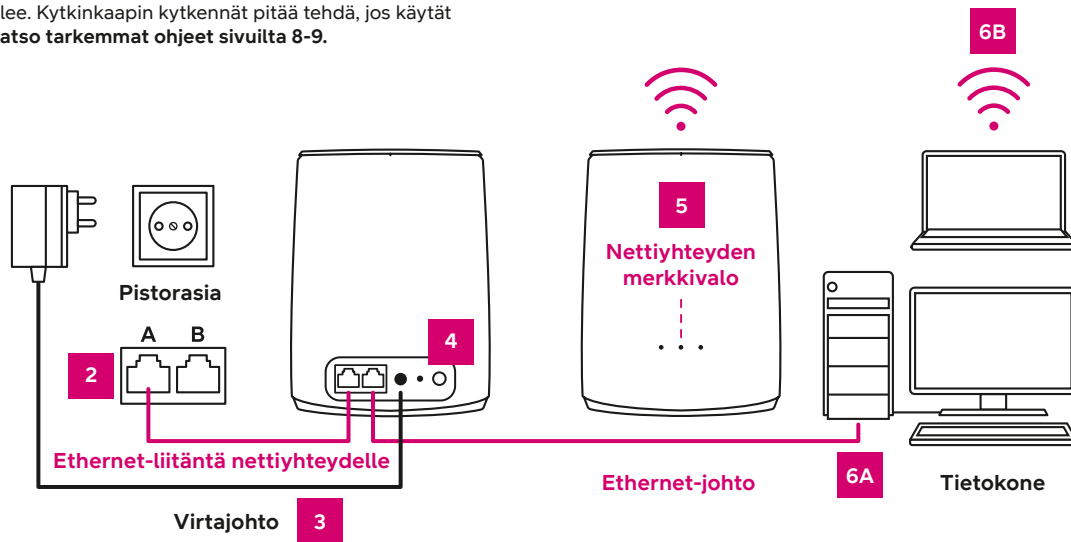 lee. Kytkinkaapin kytkennät pitää tehdä, jos käytät
atso tarkemmat ohjeet sivuilta 8-9.
6B
5
Nettiyhteyden
merkkivalo
Pistorasia
A B
2
4
Ethernet-liitäntä nettiyhteydelle
Ethernet-johto
6A
Tietokone
Virtajohto 3